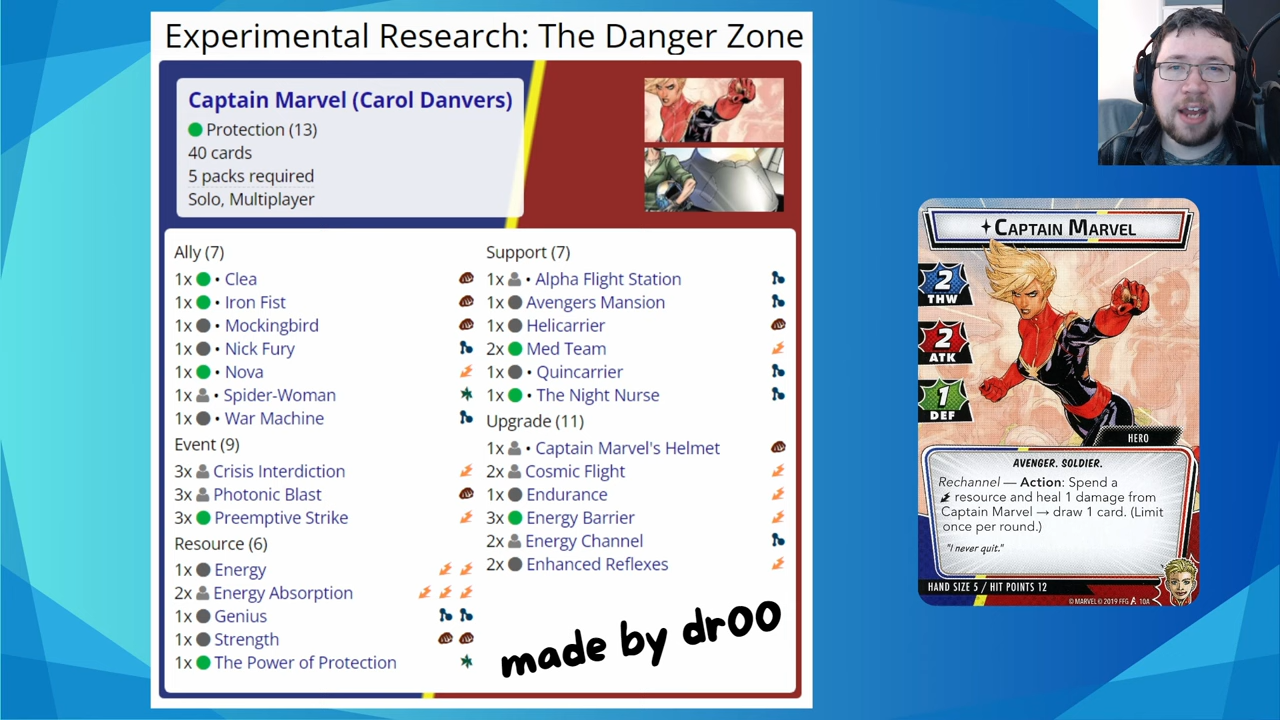 Experimental Research: The Danger Zone
Captain Marvel (Carol Danvers)
Protection (13)
40 cards
5 packs required
Solo, Multiplayer
Ally (7)
1x • Clea
1x • Iron Fist
1x • Mockingbird
1x • Nick Fury
1x • Nova
1x • Spider-Woman
1x • War Machine
Event (9)
3x Crisis Interdiction
3x Photonic Blast
3x Preemptive Strike
Resource (6)
1x Energy
2x Energy Absorption
1x Genius
1x Strength
1x The Power of Protection
Support (7)
1x • Alpha Flight Station
1x Avengers Mansion
1x Helicarrier
2x Med Team
1x • Quincarrier
1x • The Night Nurse
Upgrade (11)
1x • Captain Marvel's Helmet
2x Cosmic Flight
1x Endurance
3x Energy Barrier
2x Energy Channel
2x Enhanced Reflexes
made by dr00
CAPTAIN MARVEL
2
THW
2
ATK
1
DEF
HERO
AVENGER. SOLDIER.
Rechannel — Action: Spend a
resource and heal 1 damage from
Captain Marvel → draw 1 card. (Limit
once per round.)
"I never quit."
HAND SIZE 5 / HIT POINTS 12
© MARVEL © 2019 FFG 10A